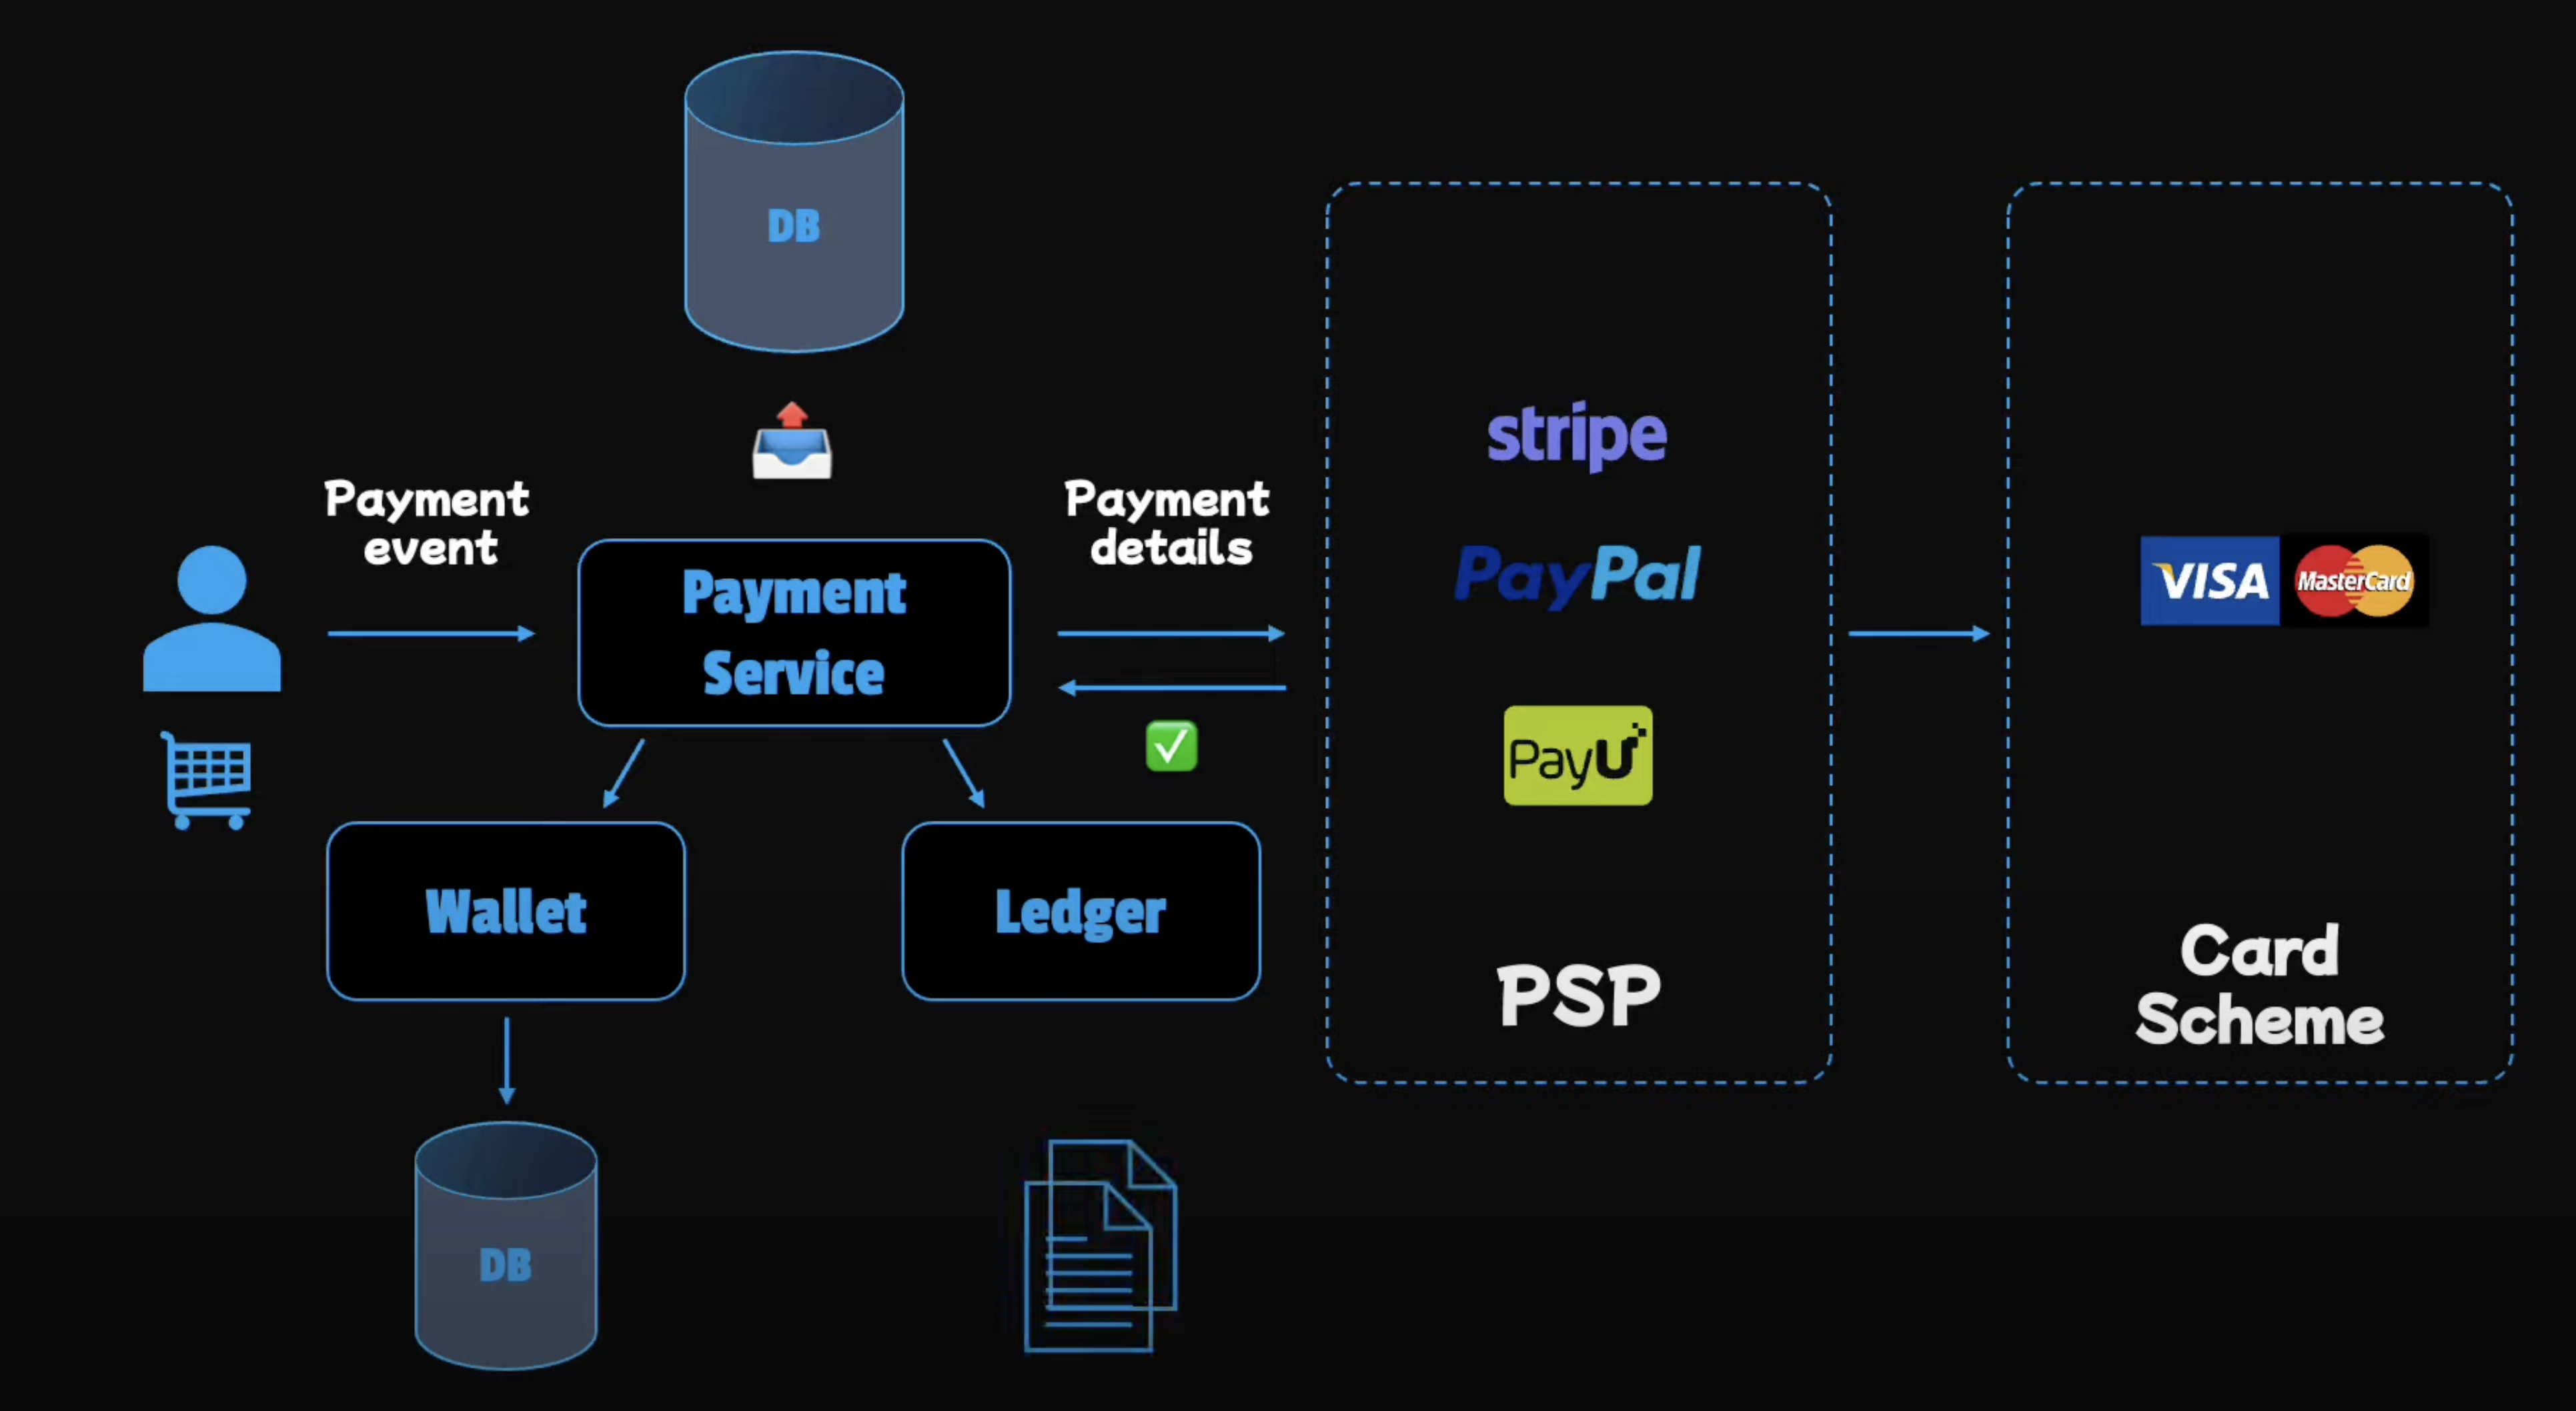 DB
Payment
event
Payment
Service
Payment
details
Wallet
Ledger
DB
stripe
PayPal
PayU
PSP
VISA
MasterCard
Card
Scheme